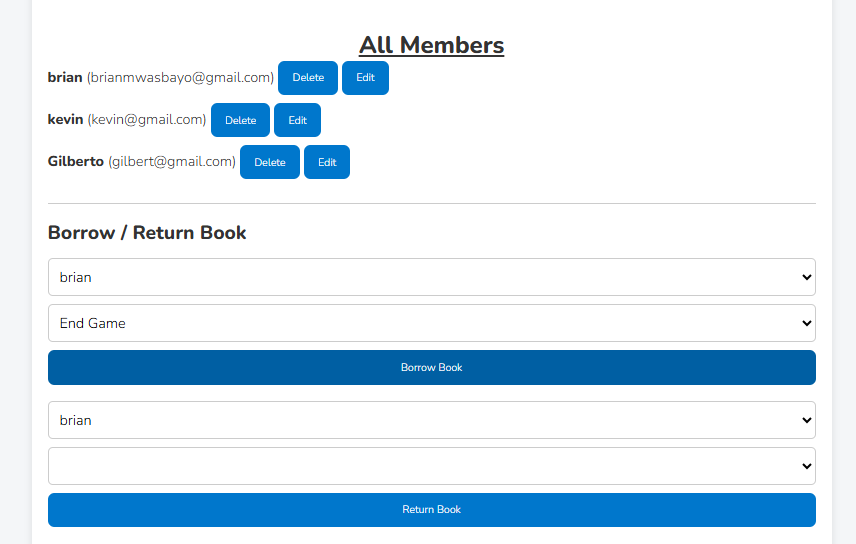 All Members
brian (brianmwasbayo@gmail.com) Delete Edit
kevin (kevin@gmail.com) Delete Edit
Gilberto (gilbert@gmail.com) Delete Edit
Borrow / Return Book
brian
End Game
Borrow Book
brian
Return Book